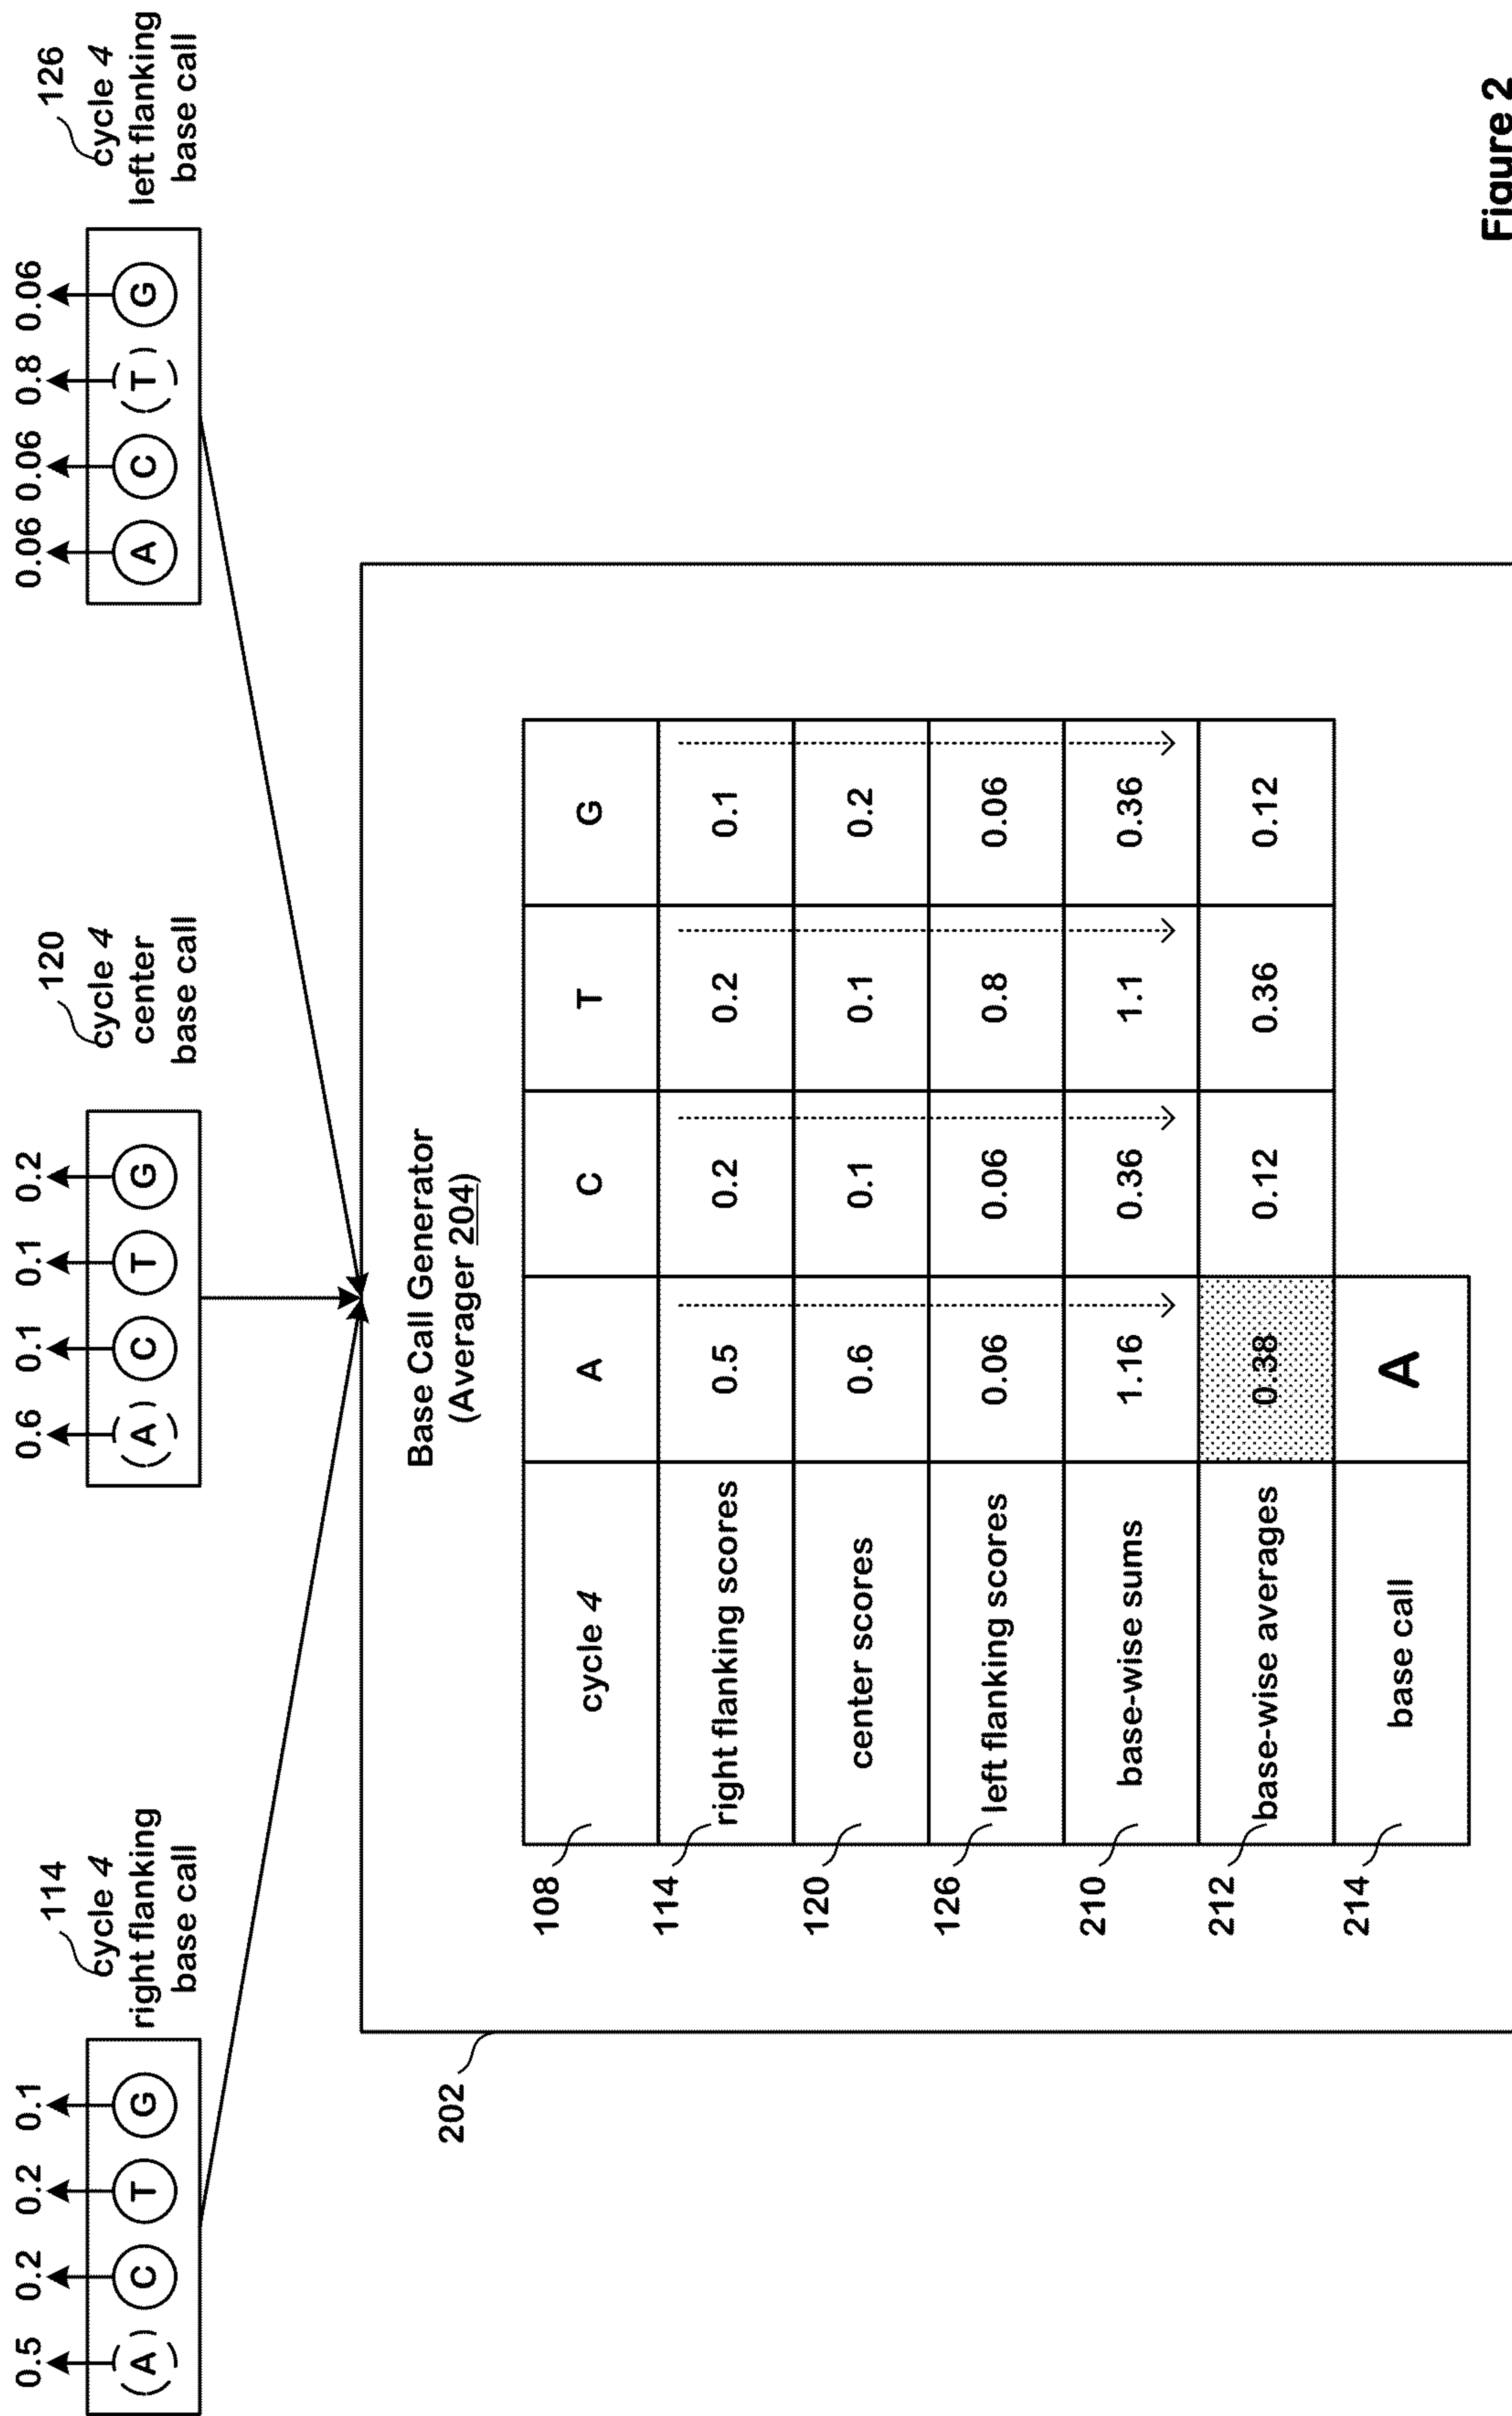 0.5 0.2 0.2 0.1
(A) C T G
114
cycle 4
right flanking
base call
0.6 0.1 0.1 0.2
(A) C T G
120
cycle 4
center
base call
0.06 0.06 0.8 0.06
A C (T) G
126
cycle 4
left flanking
base call
202
Base Call Generator
(Averager 204)
108 cycle 4 A C T G
114 right flanking scores 0.5 0.2 0.2 0.1
120 center scores 0.6 0.1 0.1 0.2
126 left flanking scores 0.06 0.06 0.8 0.06
210 base-wise sums 1.16 0.36 1.1 0.36
212 base-wise averages 0.38 0.12 0.36 0.12
214 base call A
Figure 2